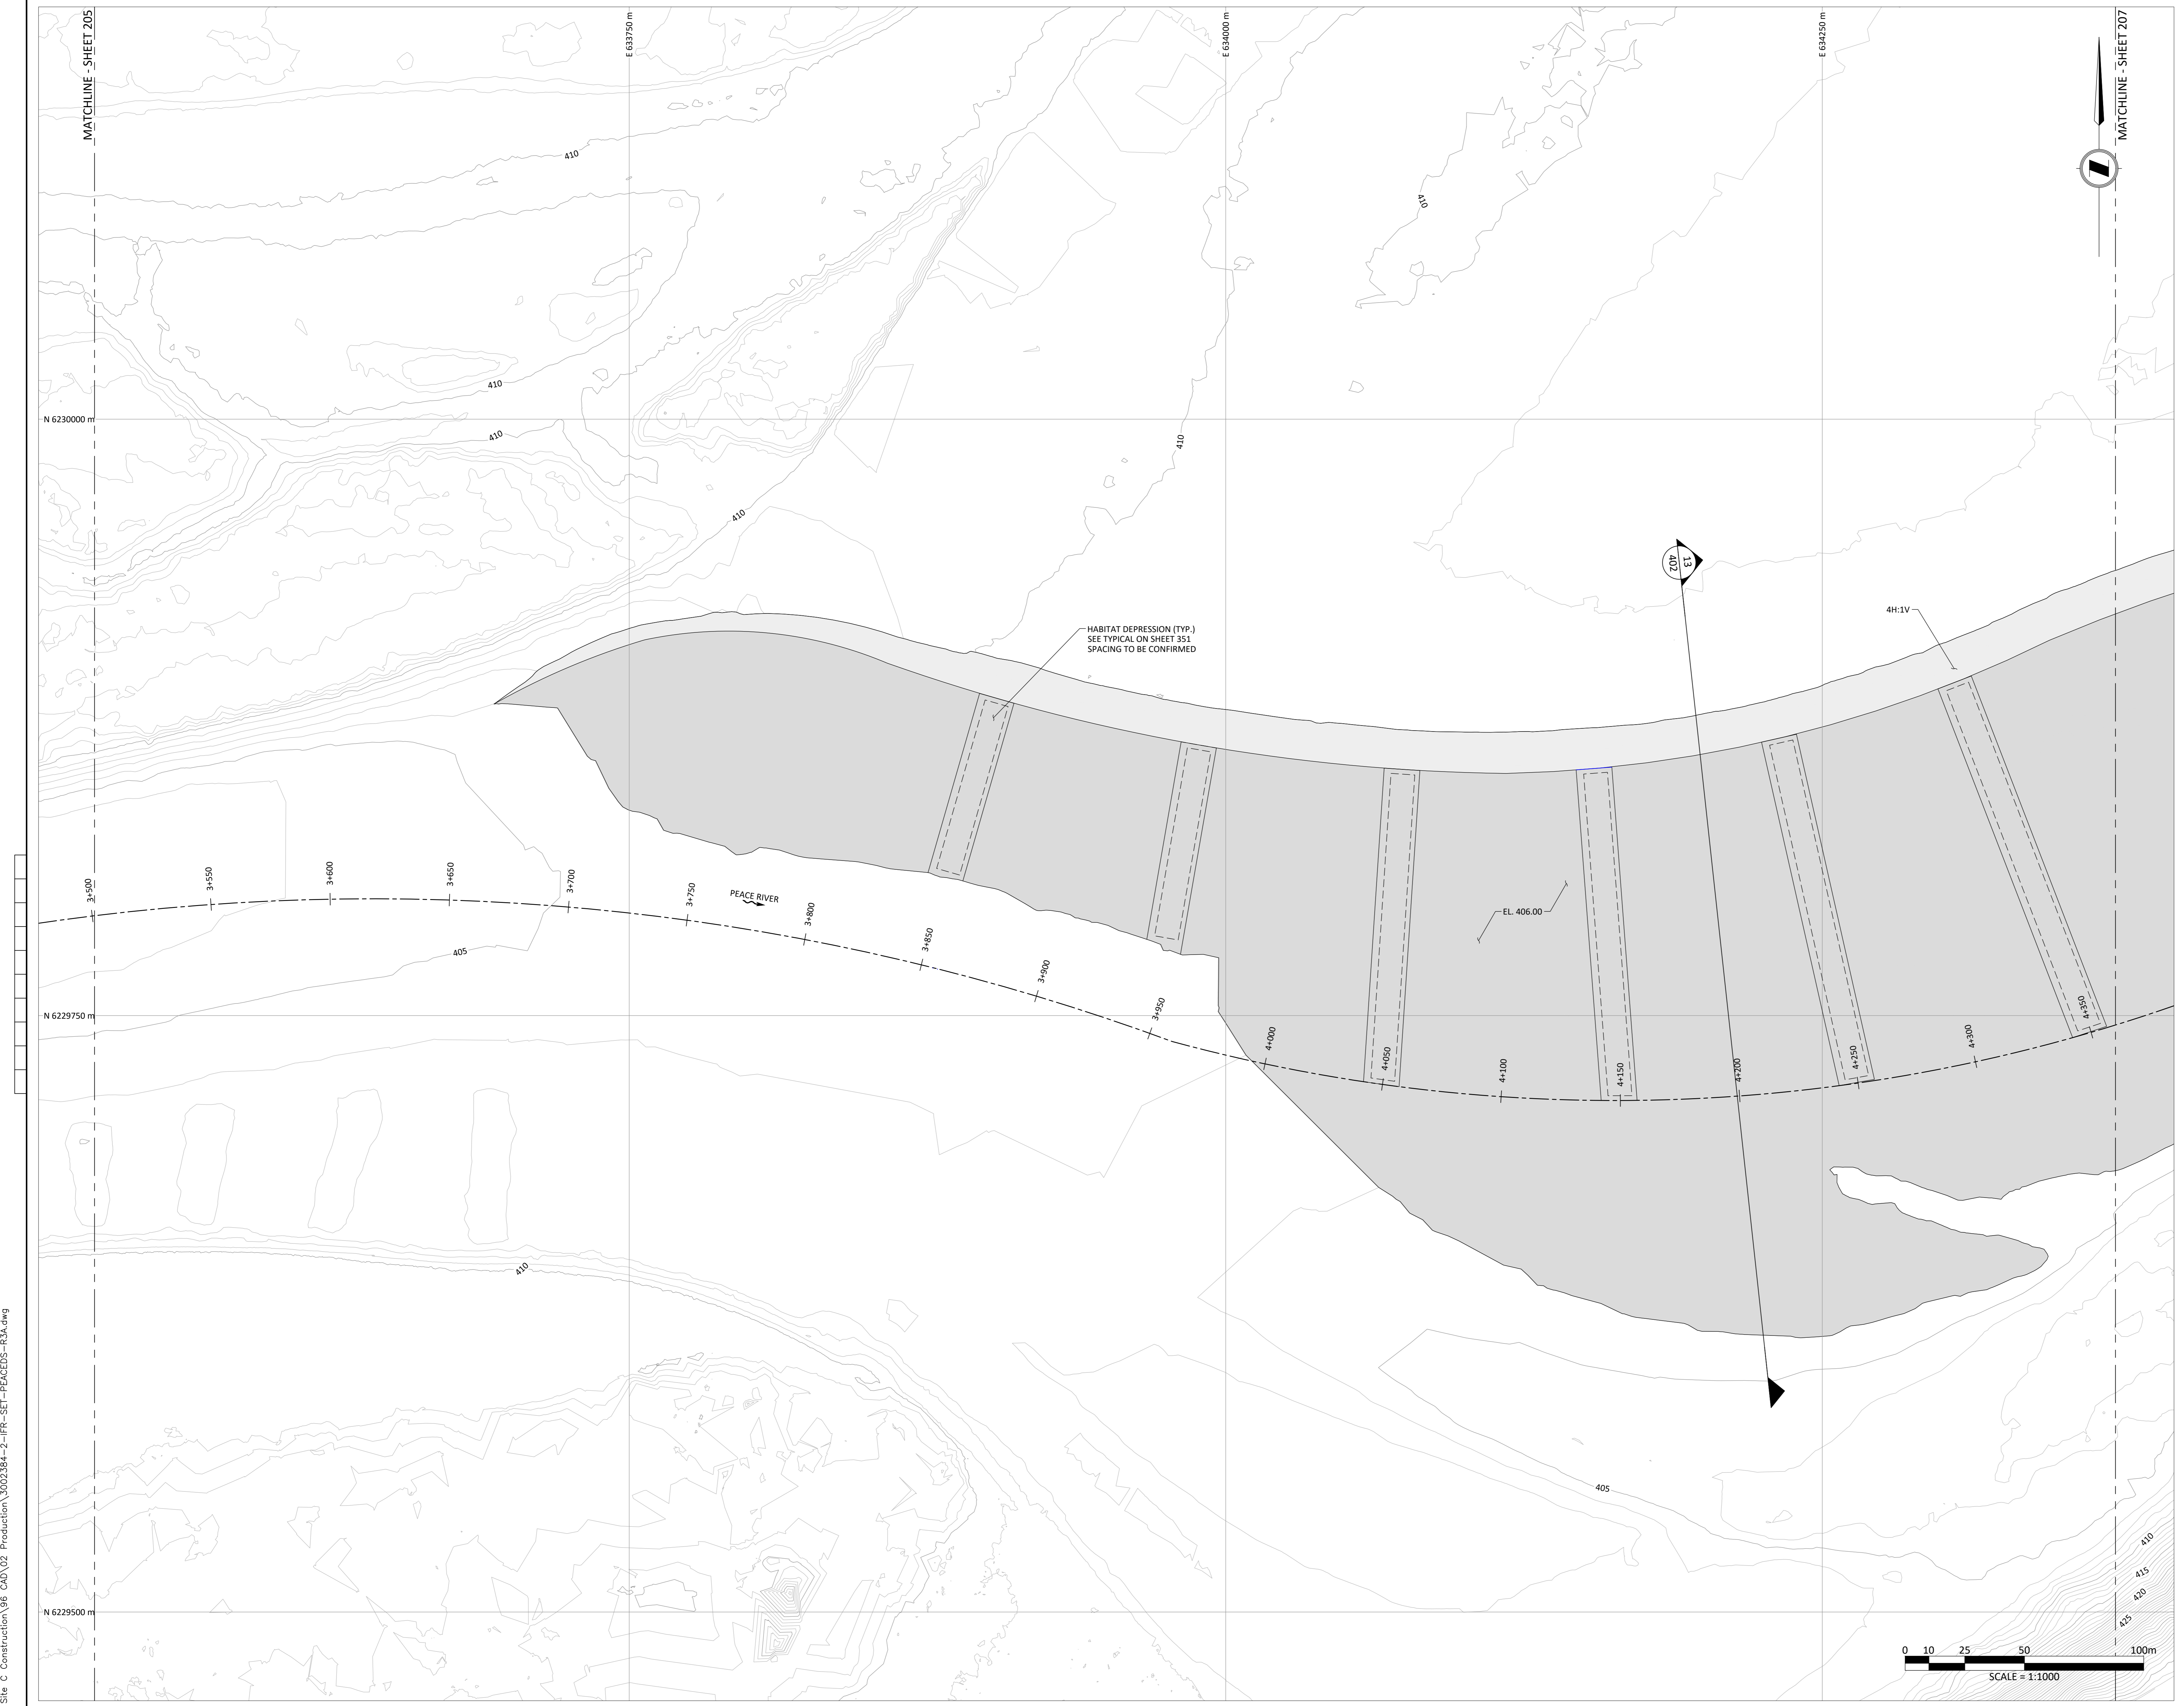 MATCHLINE - SHEET 205
E 633750 m
E 634000 m
E 634250 m
MATCHLINE - SHEET 207
410
410
410
N 6230000 m
410
410
410
13
402
4H:1V
HABITAT DEPRESSION (TYP.)
SEE TYPICAL ON SHEET 351
SPACING TO BE CONFIRMED
3+500
3+550
3+600
3+650
3+700
3+750
PEACE RIVER
3+800
3+850
3+900
3+950
4+000
4+050
4+100
4+150
4+200
4+250
4+300
4+350
EL. 406.00
405
N 6229750 m
410
405
410
415
420
425
N 6229500 m
0 10 25 50 100m
SCALE = 1:1000
Site C Construction\96 CAD\02 Production\3002384-2-IFR-SET-PEACEDS-R3A.dwg